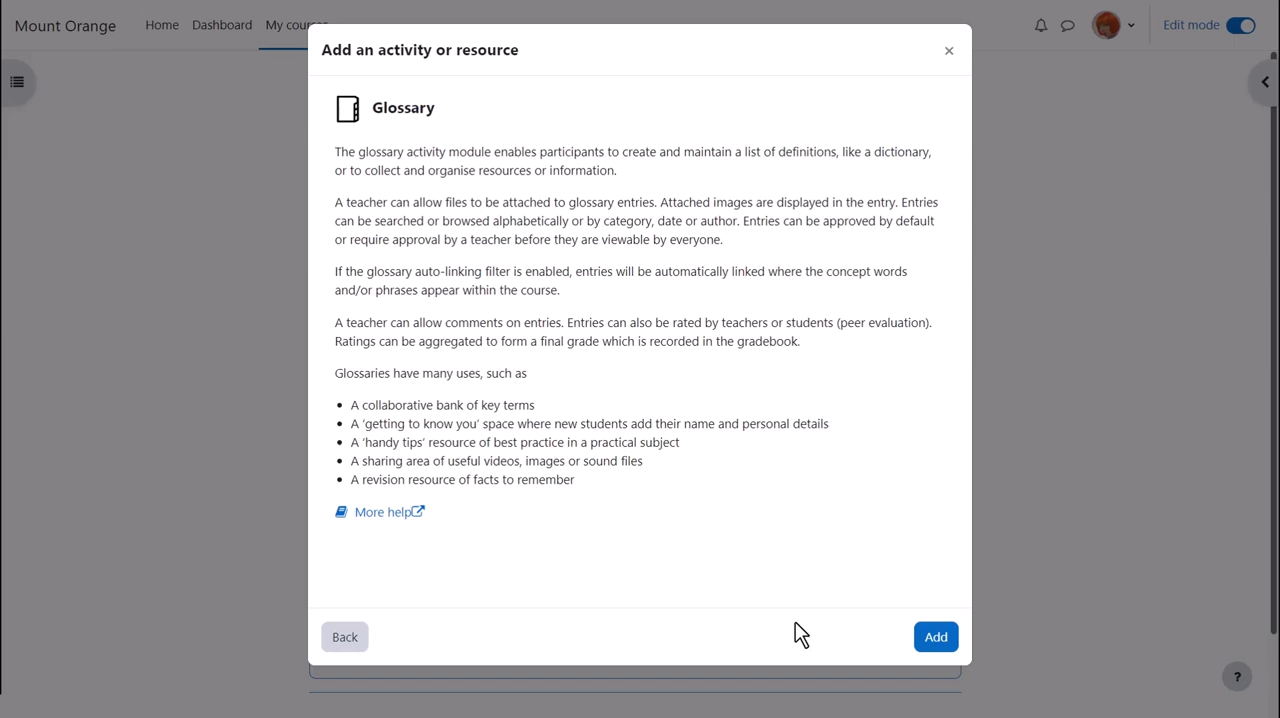 Mount Orange
Home
Dashboard
My
Edit mode
Add an activity or resource
×
Glossary
The glossary activity module enables participants to create and maintain a list of definitions, like a dictionary,
or to collect and organise resources or information.
A teacher can allow files to be attached to glossary entries. Attached images are displayed in the entry. Entries
can be searched or browsed alphabetically or by category, date or author. Entries can be approved by default
or require approval by a teacher before they are viewable by everyone.
If the glossary auto-linking filter is enabled, entries will be automatically linked where the concept words
and/or phrases appear within the course.
A teacher can allow comments on entries. Entries can also be rated by teachers or students (peer evaluation).
Ratings can be aggregated to form a final grade which is recorded in the gradebook.
Glossaries have many uses, such as
• A collaborative bank of key terms
• A ‘getting to know you’ space where new students add their name and personal details
• A ‘handy tips’ resource of best practice in a practical subject
• A sharing area of useful videos, images or sound files
• A revision resource of facts to remember
More help
Back
Add
?